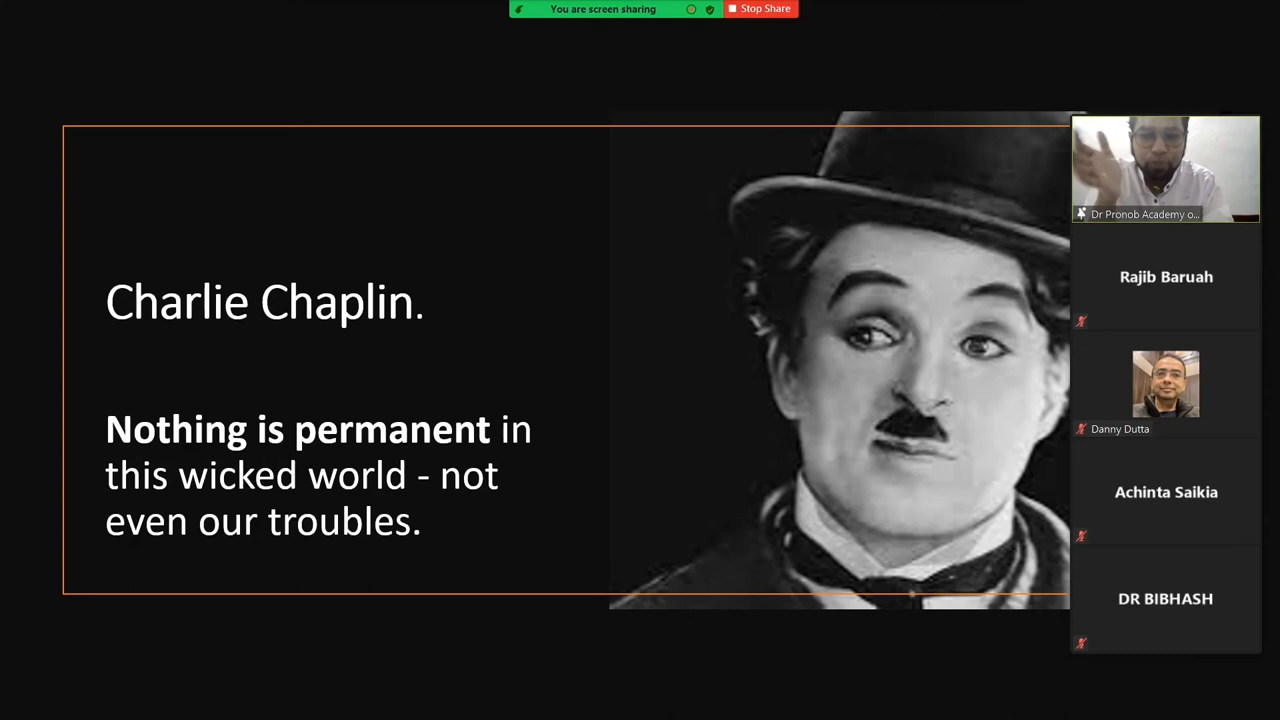 You are screen sharing
Stop Share
Charlie Chaplin.
Nothing is permanent in
this wicked world - not
even our troubles.
Dr Pronob Academy o...
Rajib Baruah
Danny Dutta
Achinta Saikia
DR BIBHASH